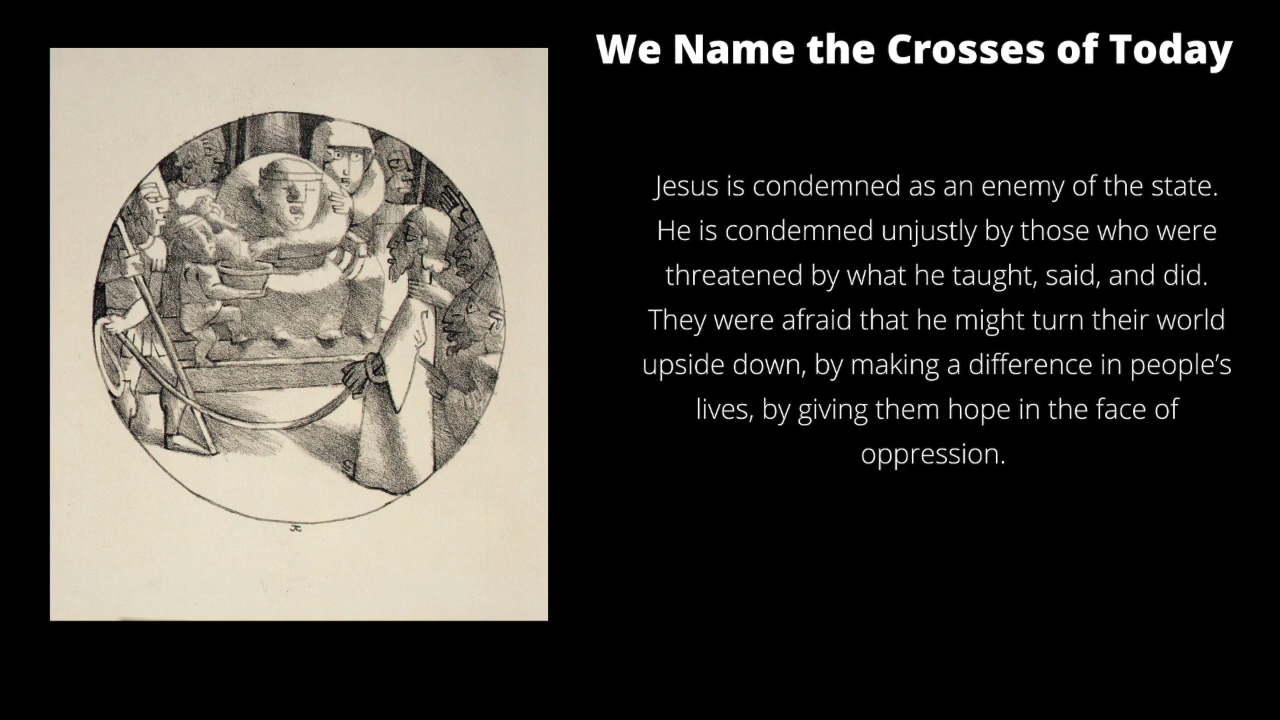 We Name the Crosses of Today
Jesus is condemned as an enemy of the state.
He is condemned unjustly by those who were
threatened by what he taught, said, and did.
They were afraid that he might turn their world
upside down, by making a difference in people’s
lives, by giving them hope in the face of
oppression.